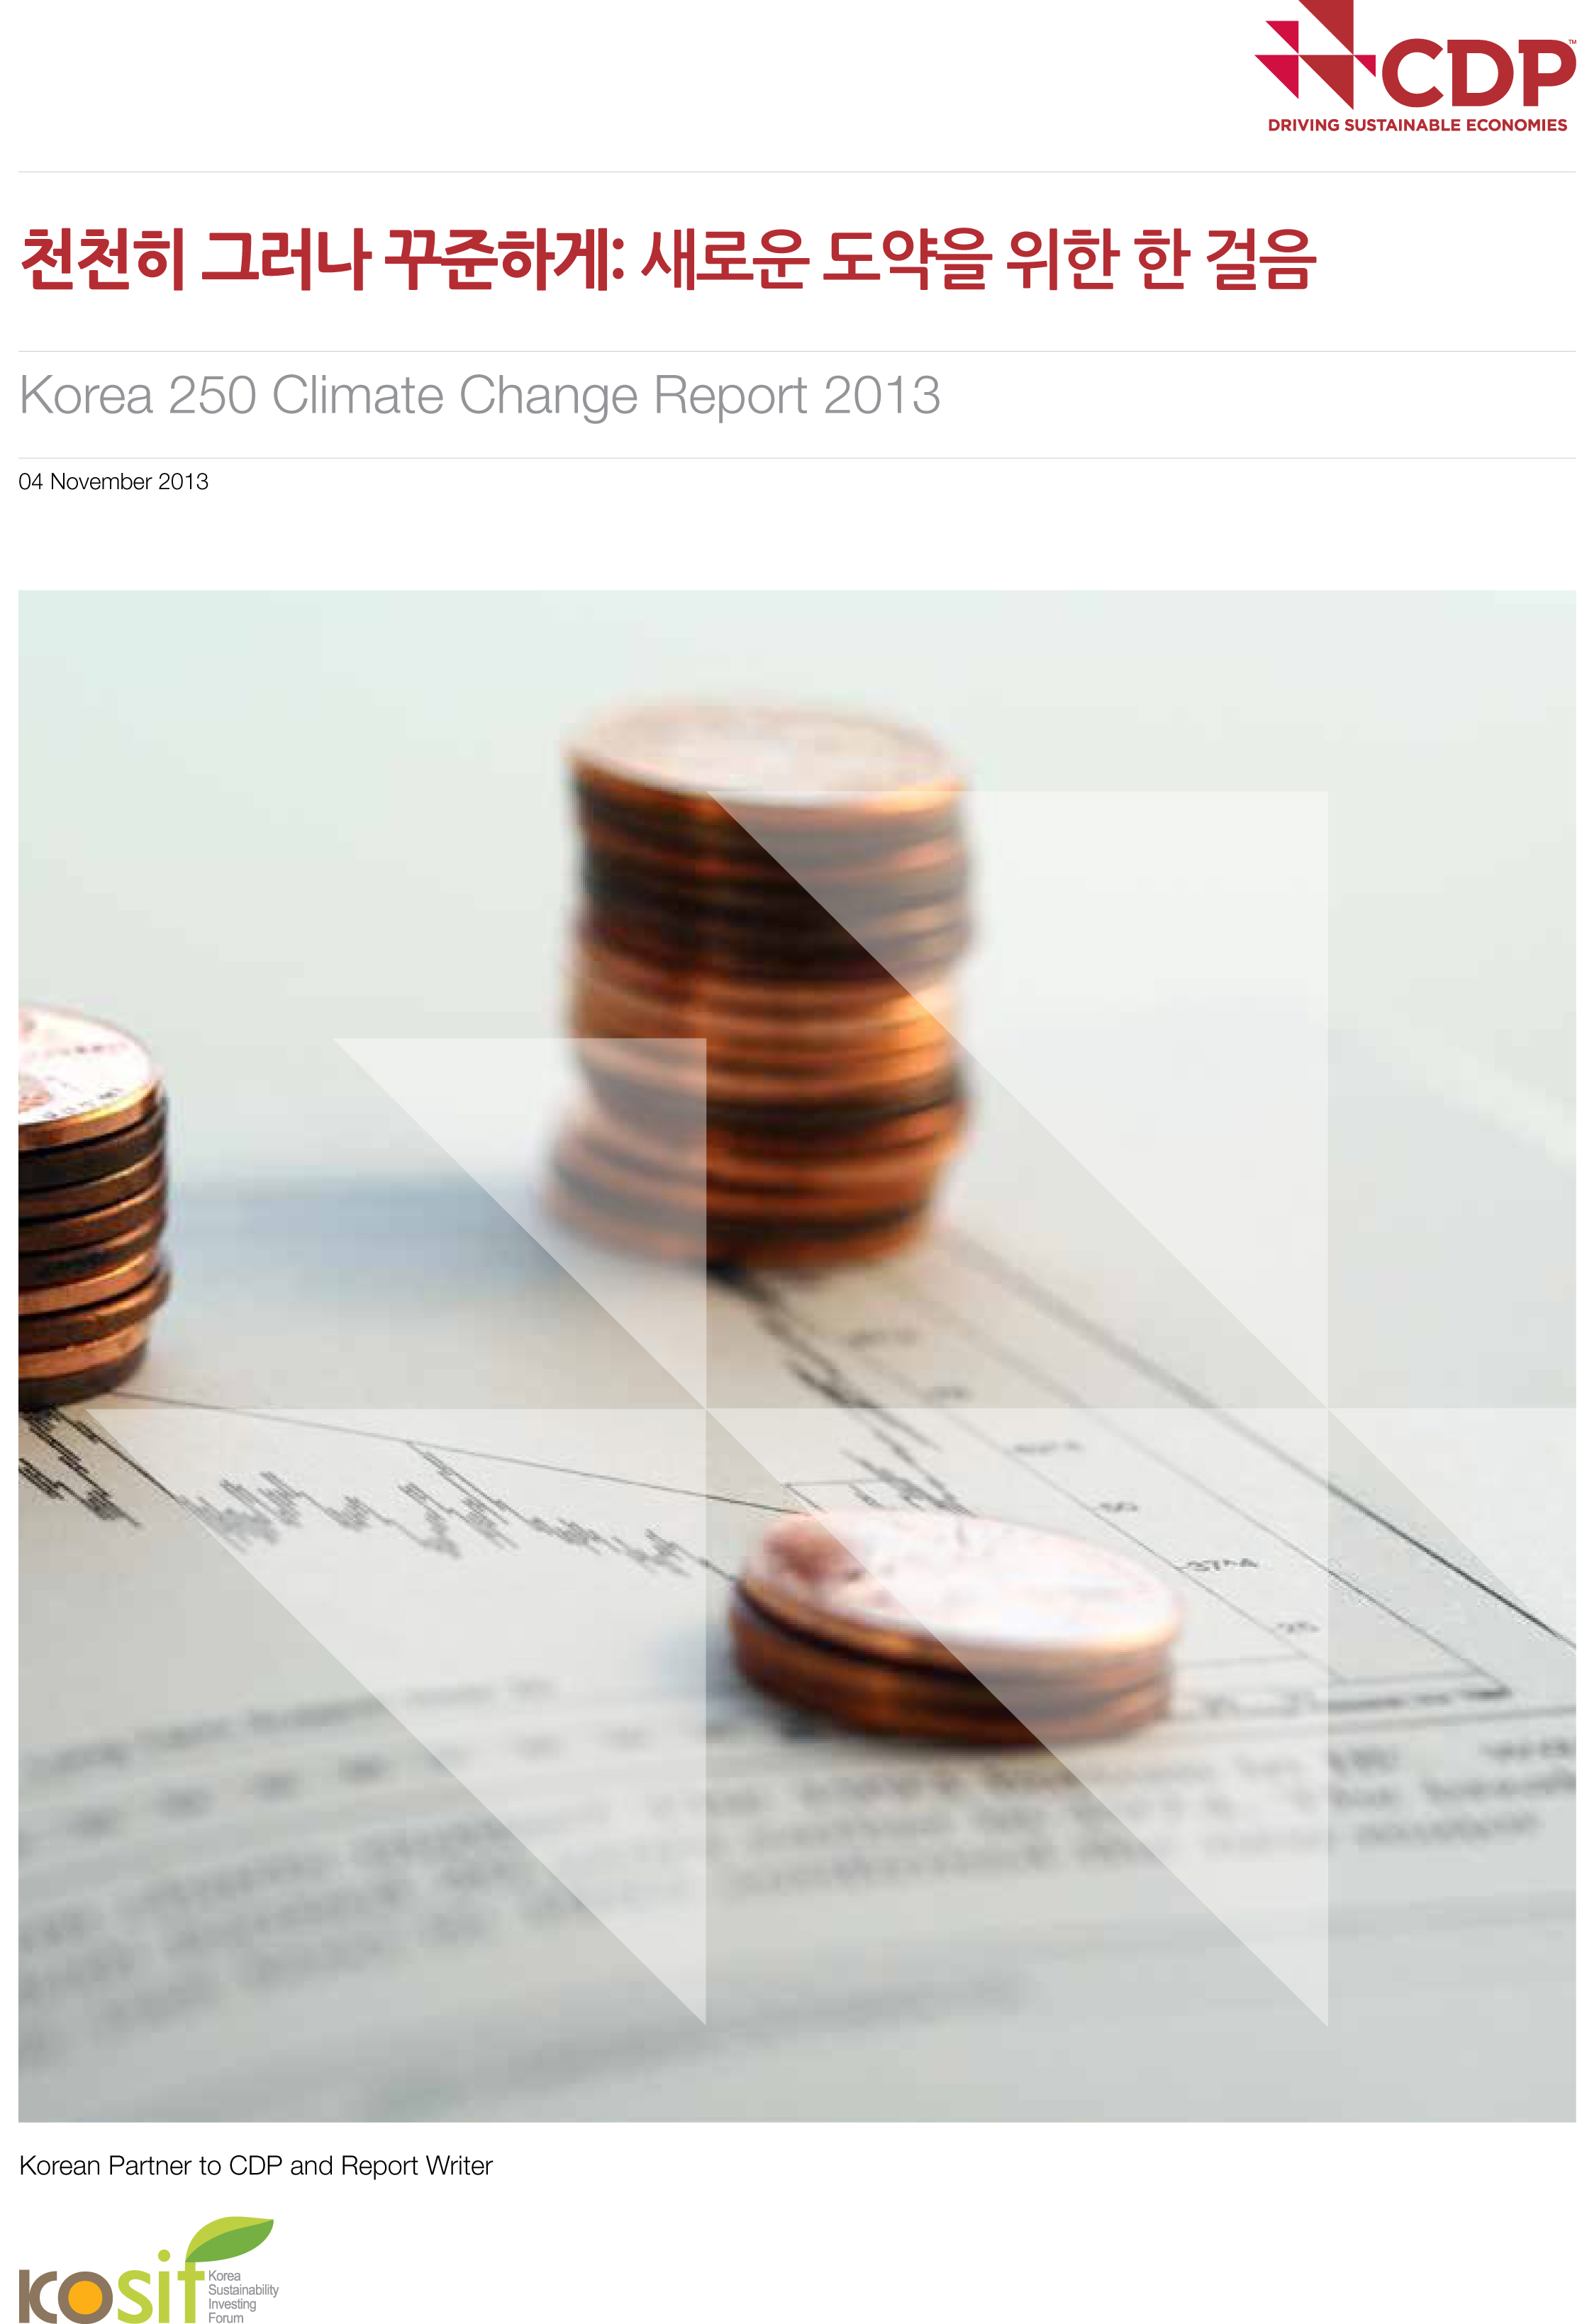 CDP™
DRIVING SUSTAINABLE ECONOMIES
천천히 그러나 꾸준하게: 새로운 도약을 위한 한 걸음
Korea 250 Climate Change Report 2013
04 November 2013
Korean Partner to CDP and Report Writer
kosif
Korea
Sustainability
Investing
Forum